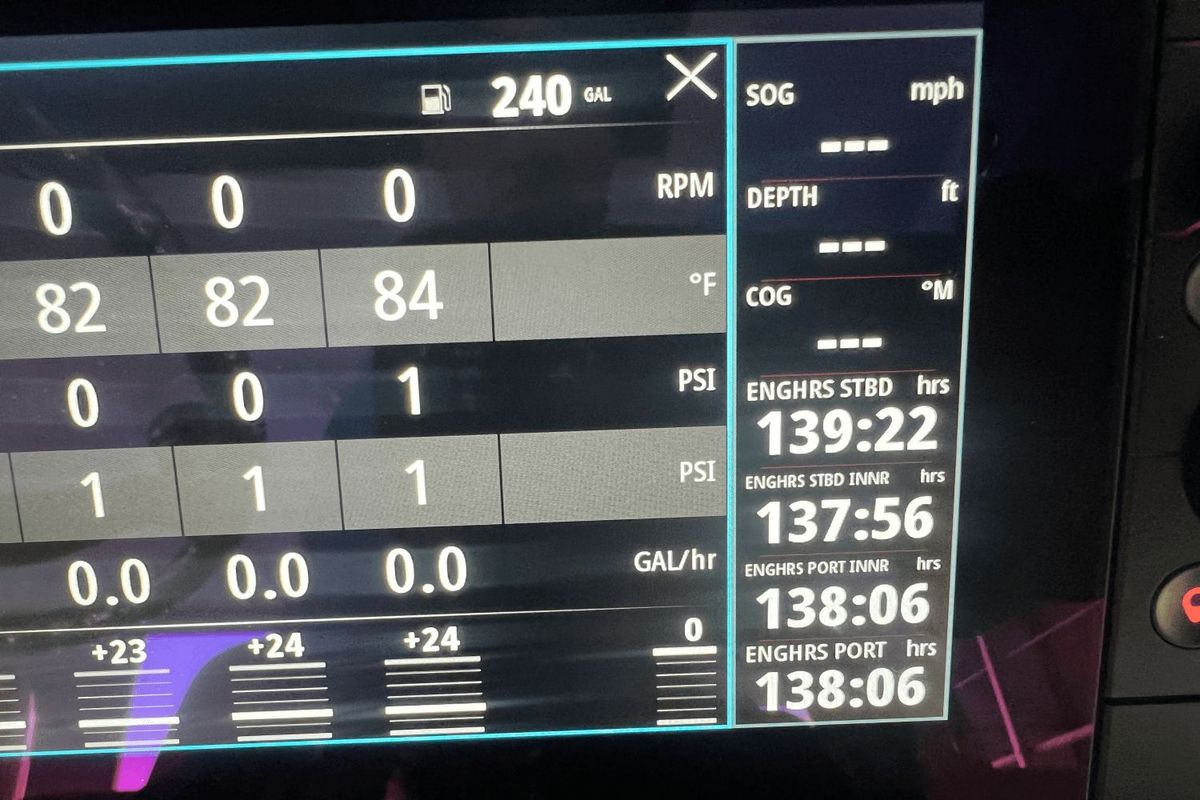 240 GAL
0 0 0 RPM
82 82 84 °F
0 0 1 PSI
1 1 1 PSI
0.0 0.0 0.0 GAL/hr
+23 +24 +24 0
SOG mph
---
DEPTH ft
---
COG °M
---
ENGHRS STBD hrs
139:22
ENGHRS STBD INNR hrs
137:56
ENGHRS PORT INNR hrs
138:06
ENGHRS PORT hrs
138:06